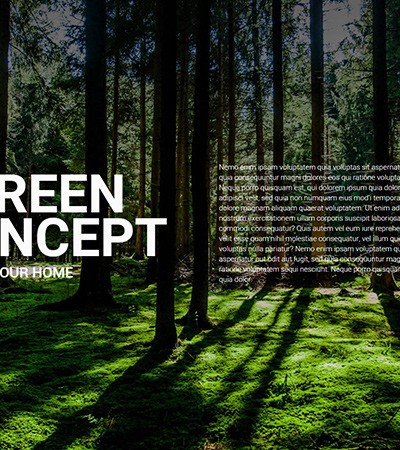 REEN
NCEPT
OUR HOME
Nemo enim ipsam voluptatem quia voluptas sit aspernatur
quia consequuntur magni dolores eos qui ratione voluptat
Neque porro quisquam est, qui dolorem ipsum quia dolor
adipisci velit, sed quia non numquam eius modi tempora
dolore magnam aliquam quaerat voluptatem. Ut enim ad
nostrum exercitationem ullam corporis suscipit laboriosa
commodi consequatur? Quis autem vel eum iure reprehe
velit esse quam nihil molestiae consequatur, vel illum qu
voluptas nulla pariatur? Nemo enim ipsam voluptatem q
aspernatur aut odit aut fugit, sed quia consequuntur mag
ratione voluptatem sequi nesciunt. Neque porro quisquam
quia dolor